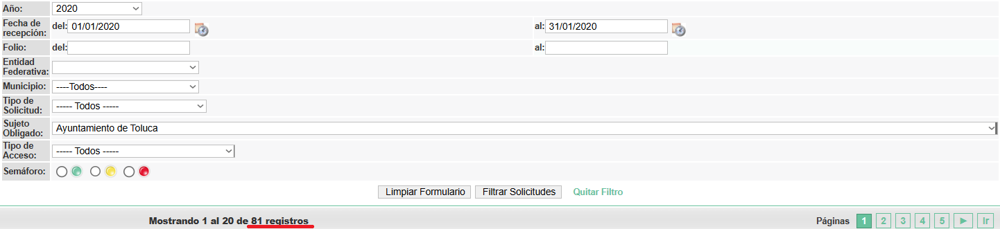 Año: 2020
Fecha de recepción: del: 01/01/2020 al: 31/01/2020
Folio: del: al:
Entidad Federativa:
Municipio: ----Todos----
Tipo de Solicitud: ----- Todos -----
Sujeto Obligado: Ayuntamiento de Toluca
Tipo de Acceso: ----- Todos -----
Semáforo:
Limpiar Formulario Filtrar Solicitudes Quitar Filtro
Mostrando 1 al 20 de 81 registros Páginas 1 2 3 4 5 Ir